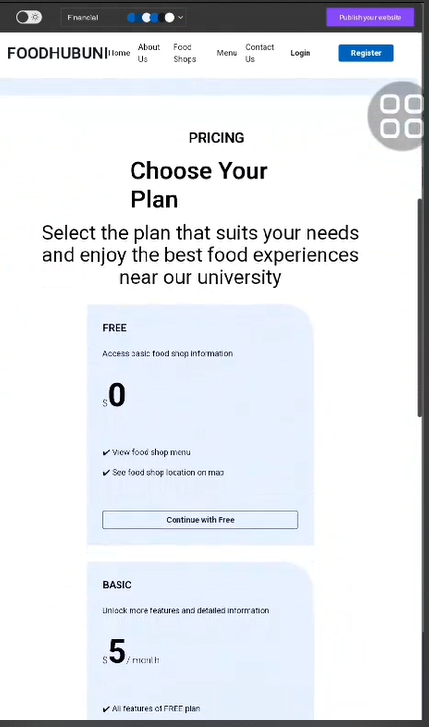 Financial
Publish your website
FOODHUBUNI
Home
About Us
Food Shops
Menu
Contact Us
Login
Register
PRICING
Choose Your
Plan
Select the plan that suits your needs
and enjoy the best food experiences
near our university
FREE
Access basic food shop information
$0
✔ View food shop menu
✔ See food shop location on map
Continue with Free
BASIC
Unlock more features and detailed information
$5/ month
✔ All features of FREE plan